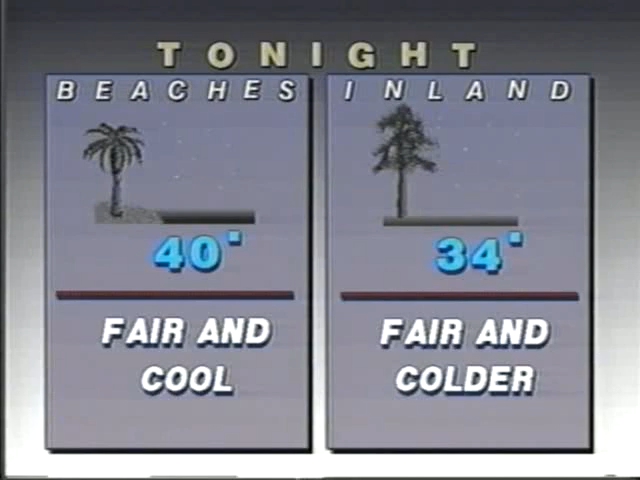 TONIGHT
BEACHES
40°
FAIR AND
COOL
INLAND
34°
FAIR AND
COLDER